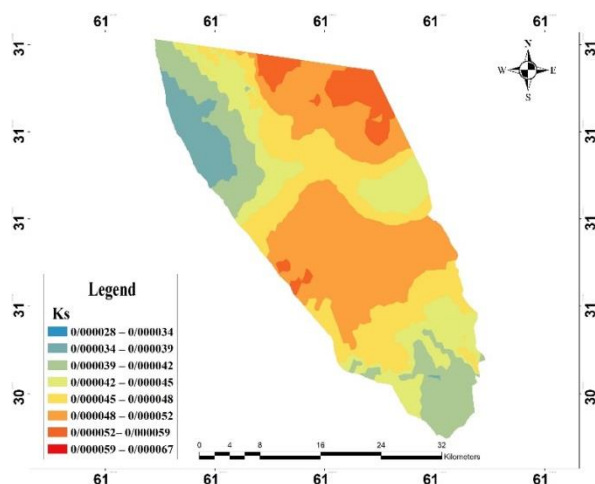 61 61 61 61 61
31 31
N
W E
S
31 31
31 31
31 31
30 30
Legend
Ks
0/000028 – 0/000034
0/000034 – 0/000039
0/000039 – 0/000042
0/000042 – 0/000045
0/000045 – 0/000048
0/000048 – 0/000052
0/000052– 0/000059
0/000059 – 0/000067
0 2 4 8 16 24 32
Kilometers
61 61 61 61 61